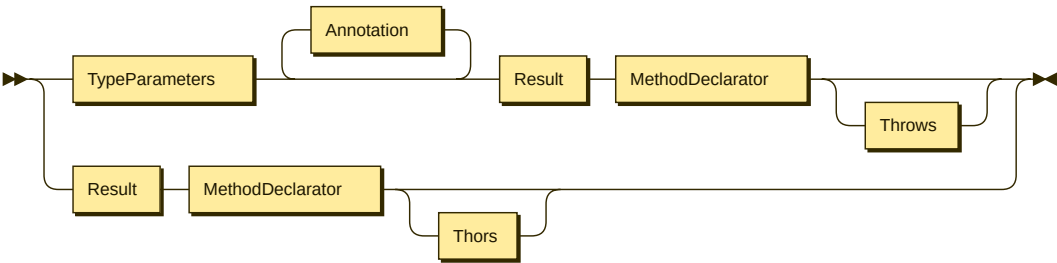 Annotation
TypeParameters Result MethodDeclarator
Throws
Result MethodDeclarator
Thors